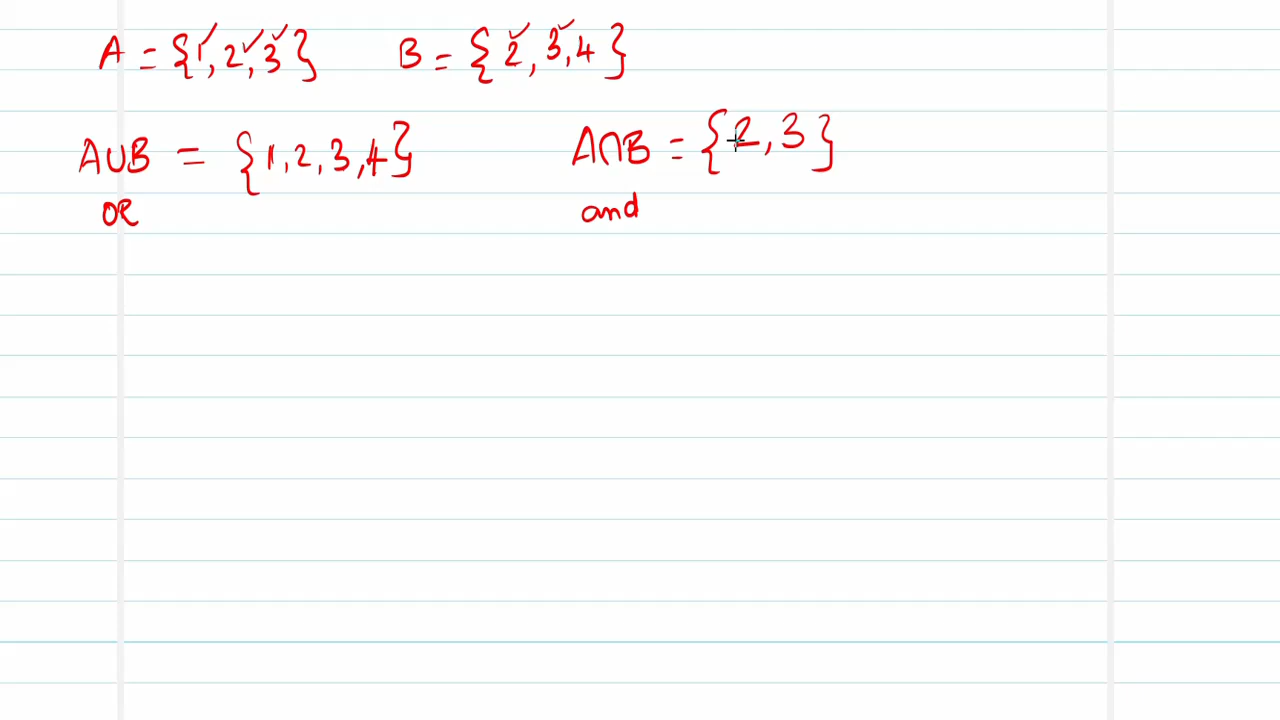 A = {1, 2, 3} B = {2, 3, 4}
A∪B = {1, 2, 3, 4} A∩B = {2, 3}
OR and